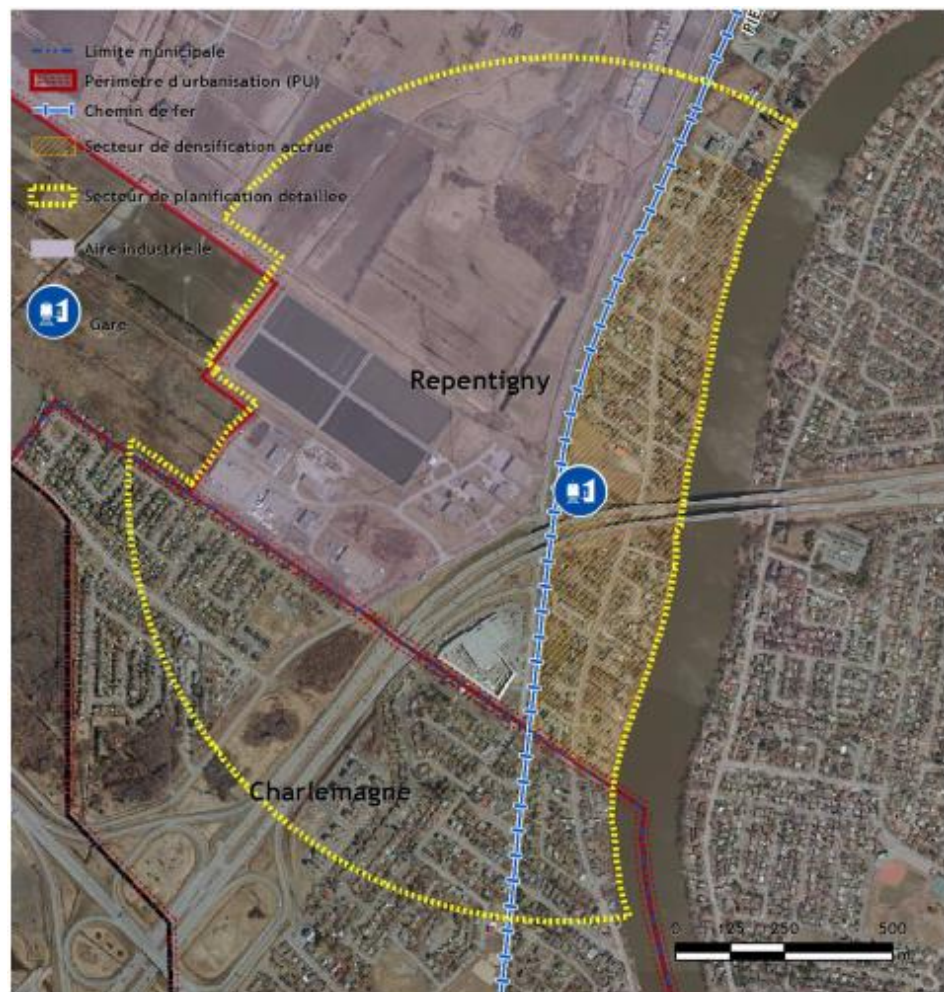 Limite municipale
Périmètre d'urbanisation (PU)
Chemin de fer
Secteur de densification accrue
Secteur de planification détaillée
Aire industrielle
Gare
Repentigny
Charlemagne
0 125 250 500
m